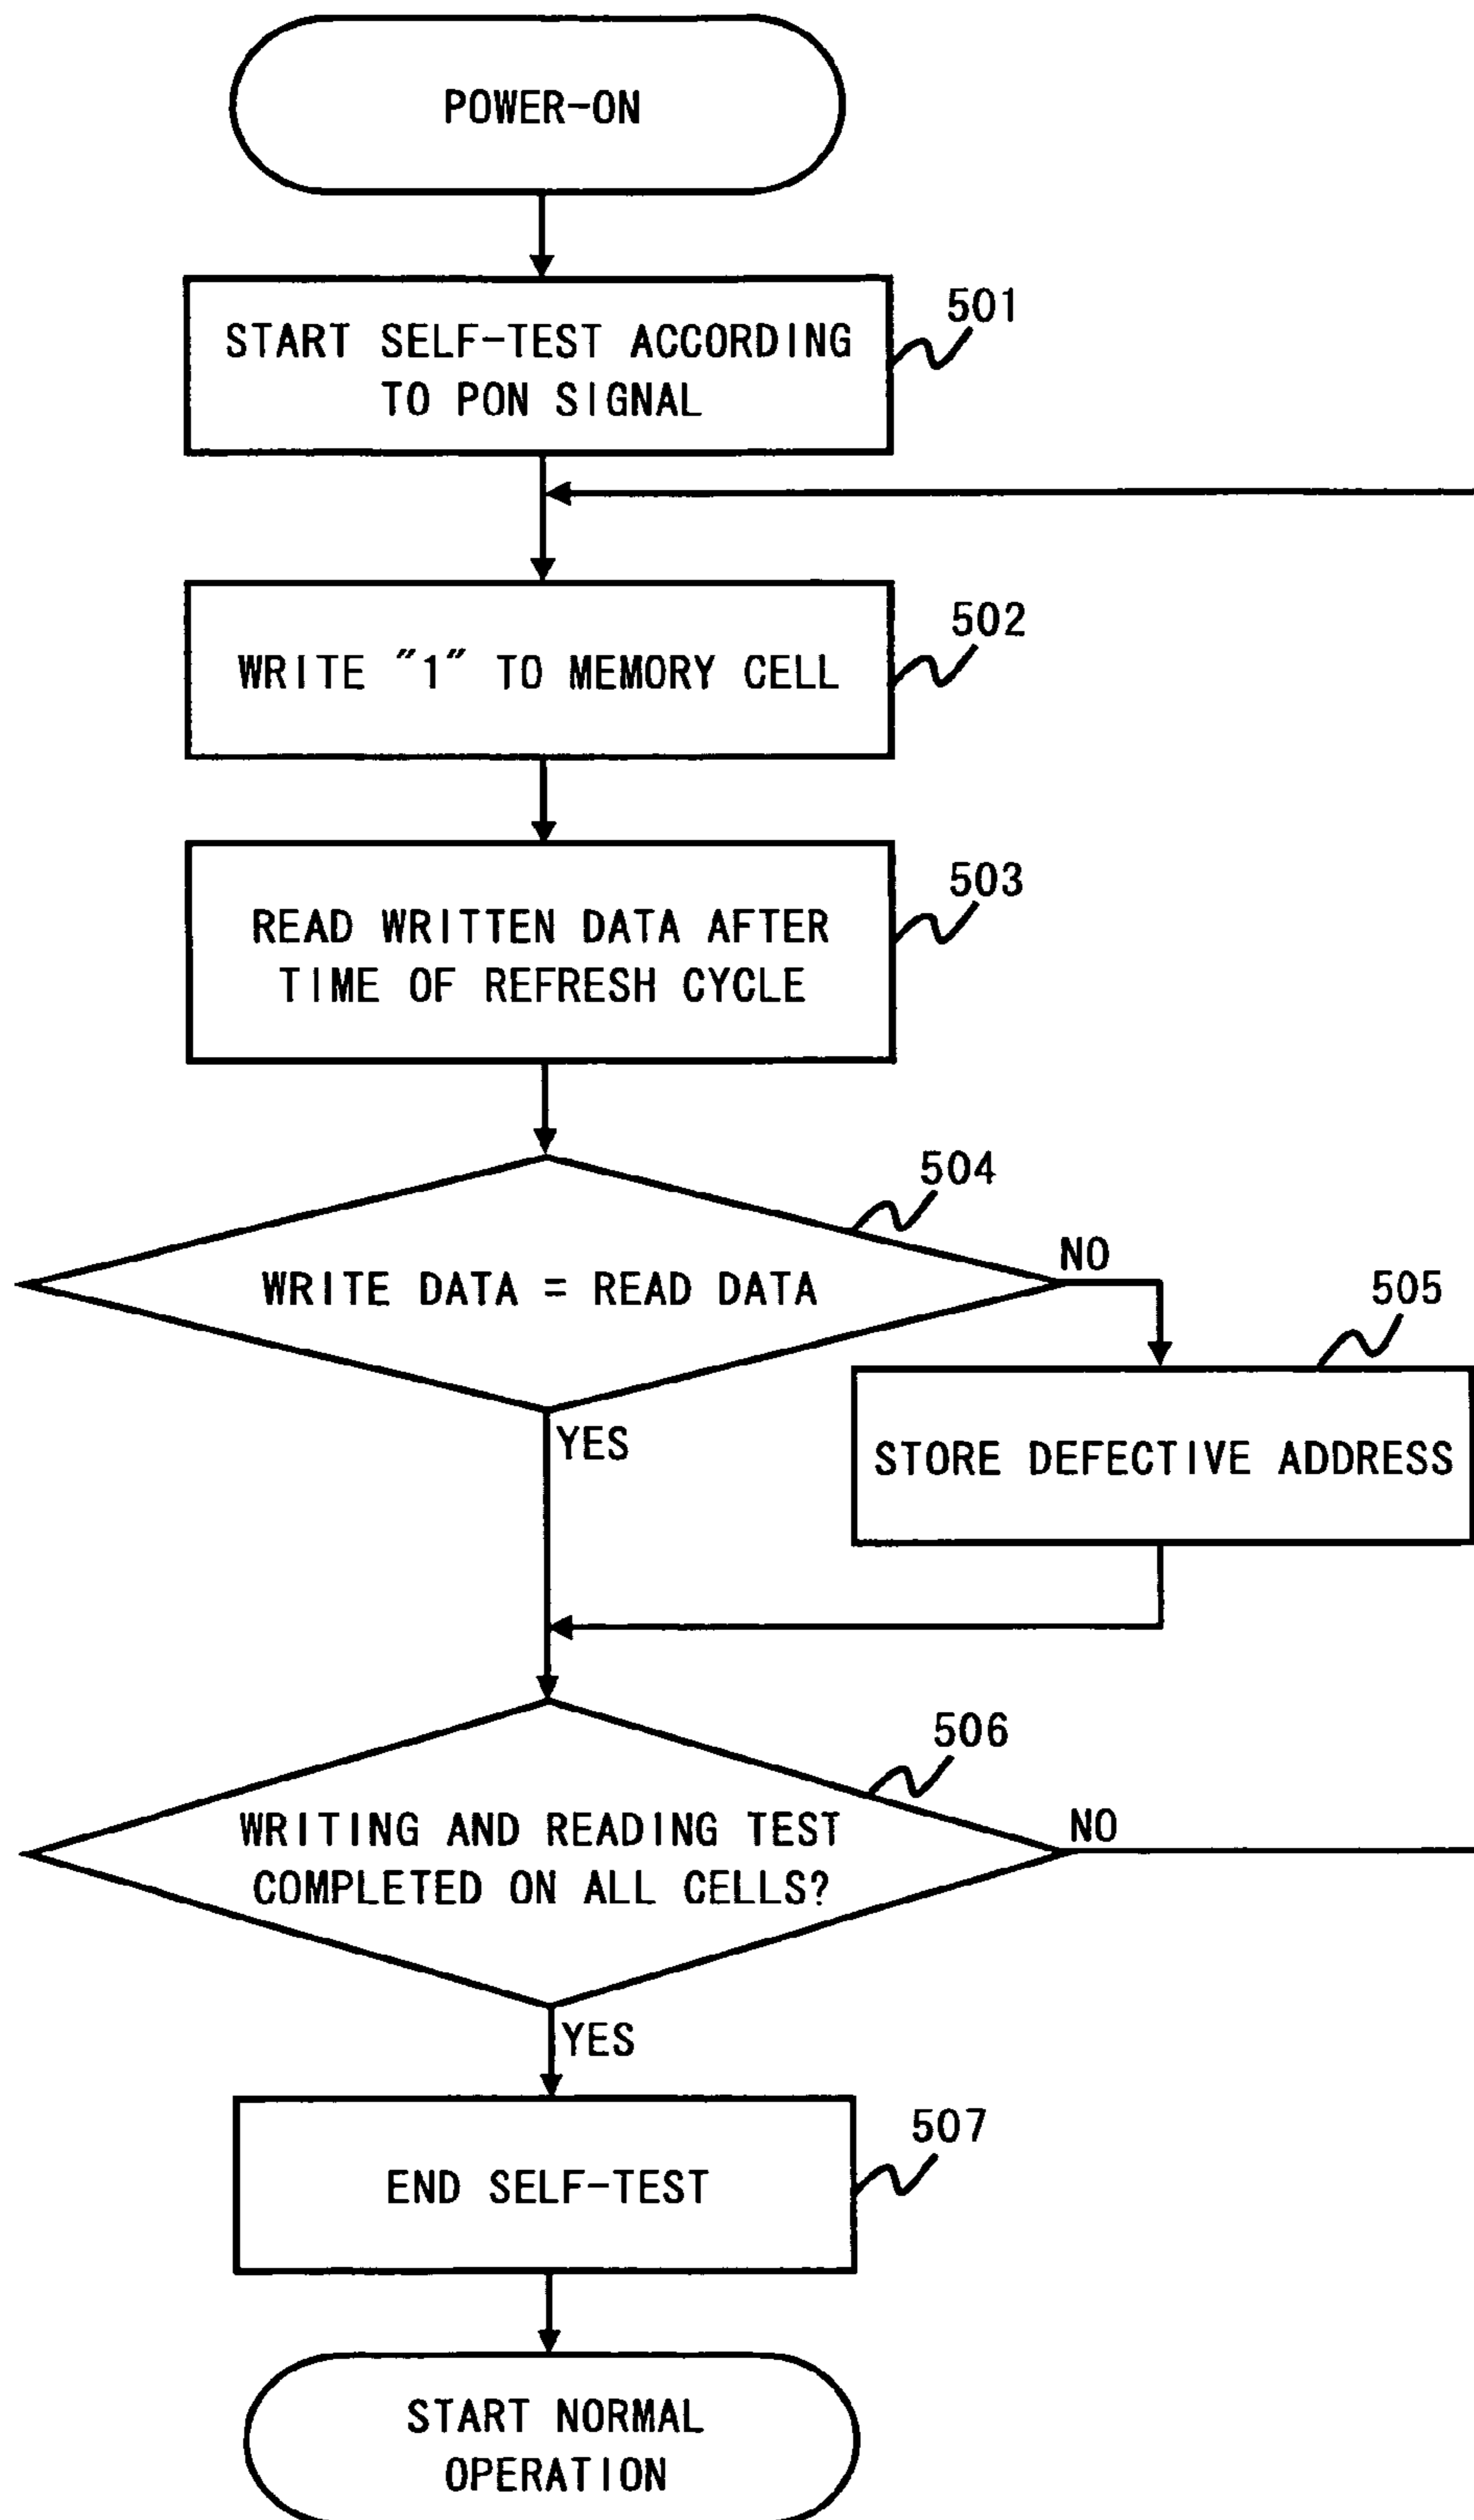 POWER-ON
START SELF-TEST ACCORDING
TO PON SIGNAL
501
WRITE "1" TO MEMORY CELL
502
READ WRITTEN DATA AFTER
TIME OF REFRESH CYCLE
503
WRITE DATA = READ DATA
504
NO
505
STORE DEFECTIVE ADDRESS
YES
506
WRITING AND READING TEST
COMPLETED ON ALL CELLS?
NO
YES
END SELF-TEST
507
START NORMAL
OPERATION